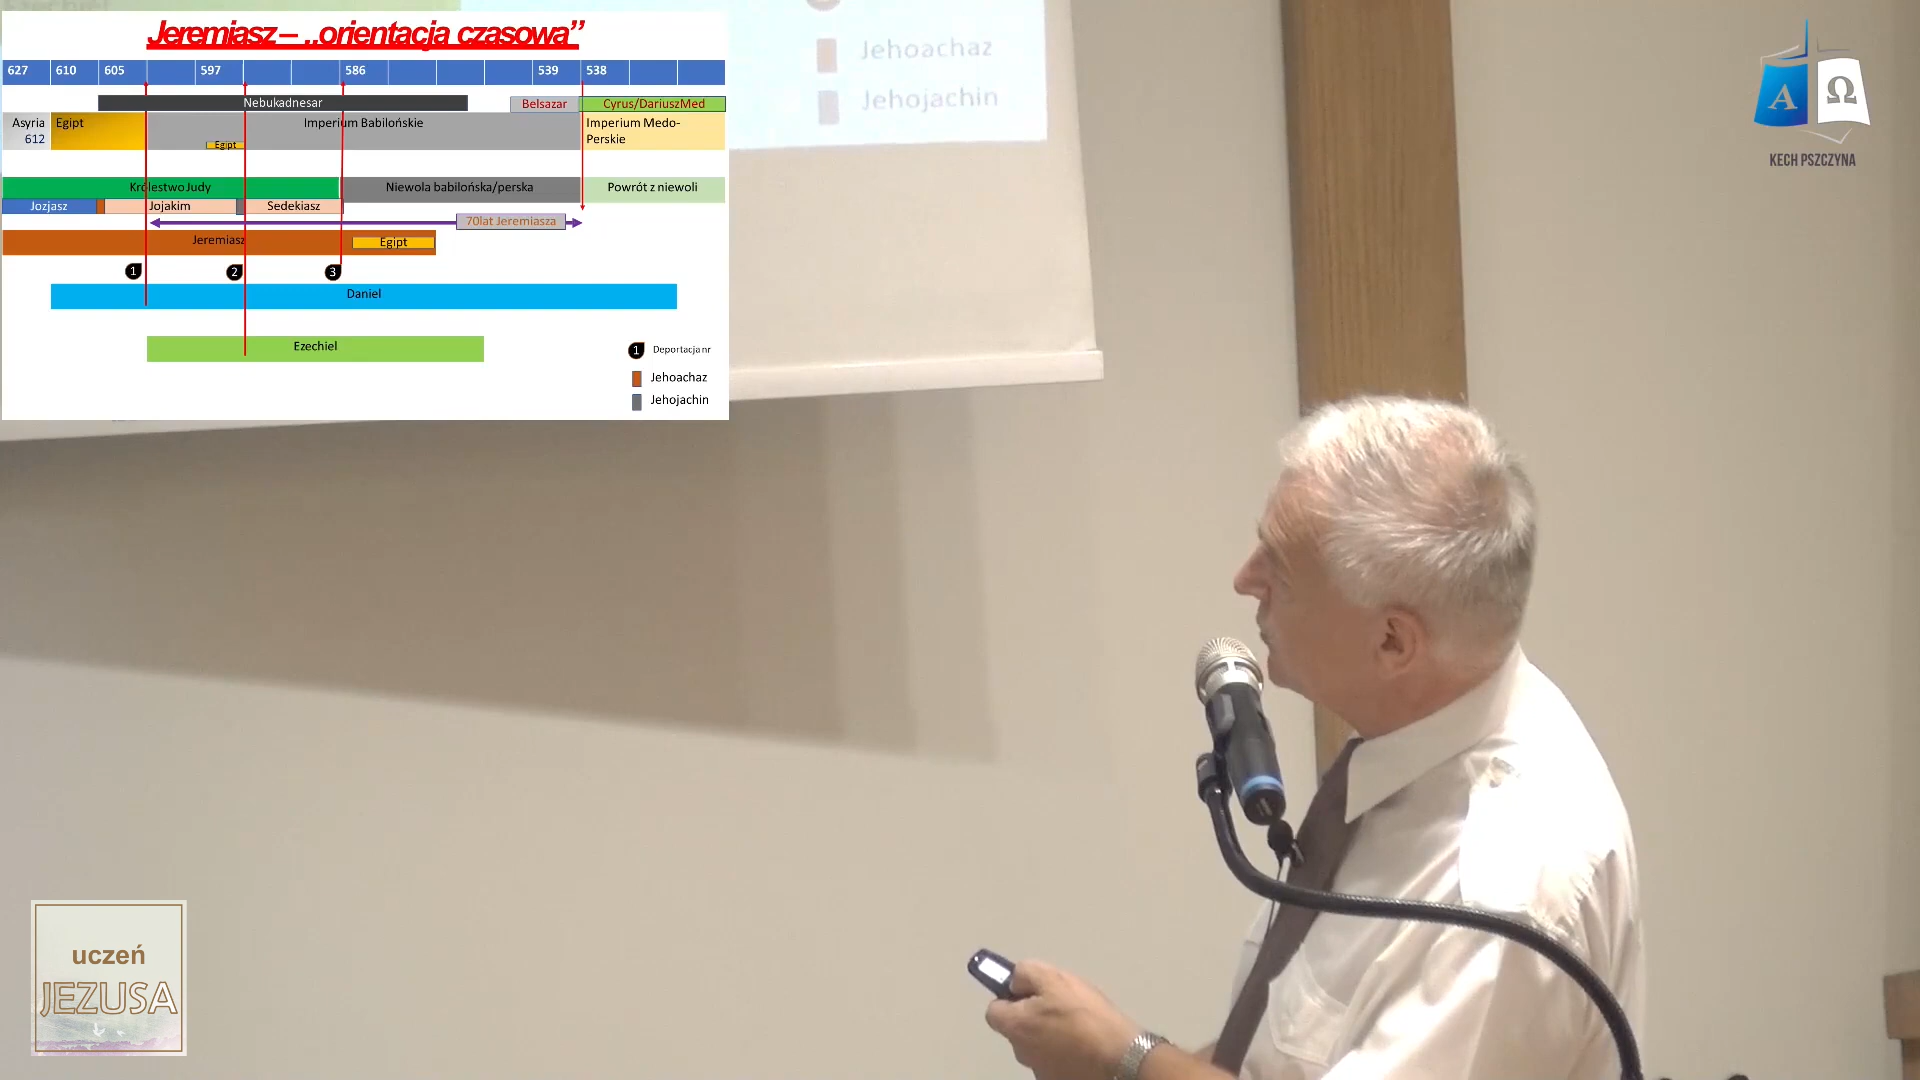 Jeremiasz – „orientacja czasowa”
627 610 605 597 586 539 538
Nebukadnesar
Belsazar
Cyrus/DariuszMed
Asyria
612
Egipt
Imperium Babilońskie
Egipt
Imperium Medo-
Perskie
Królestwo Judy
Niewola babilońska/perska
Powrót z niewoli
Jozjasz
Jojakim
Sedekiasz
70lat Jeremiasza
Jeremiasz
Egipt
1
2
3
Daniel
Ezechiel
1 Deportacja nr
Jehoachaz
Jehojachin
Jehoachaz
Jehojachin
A Ω
KECH PSZCZYNA
uczeń
JEZUSA